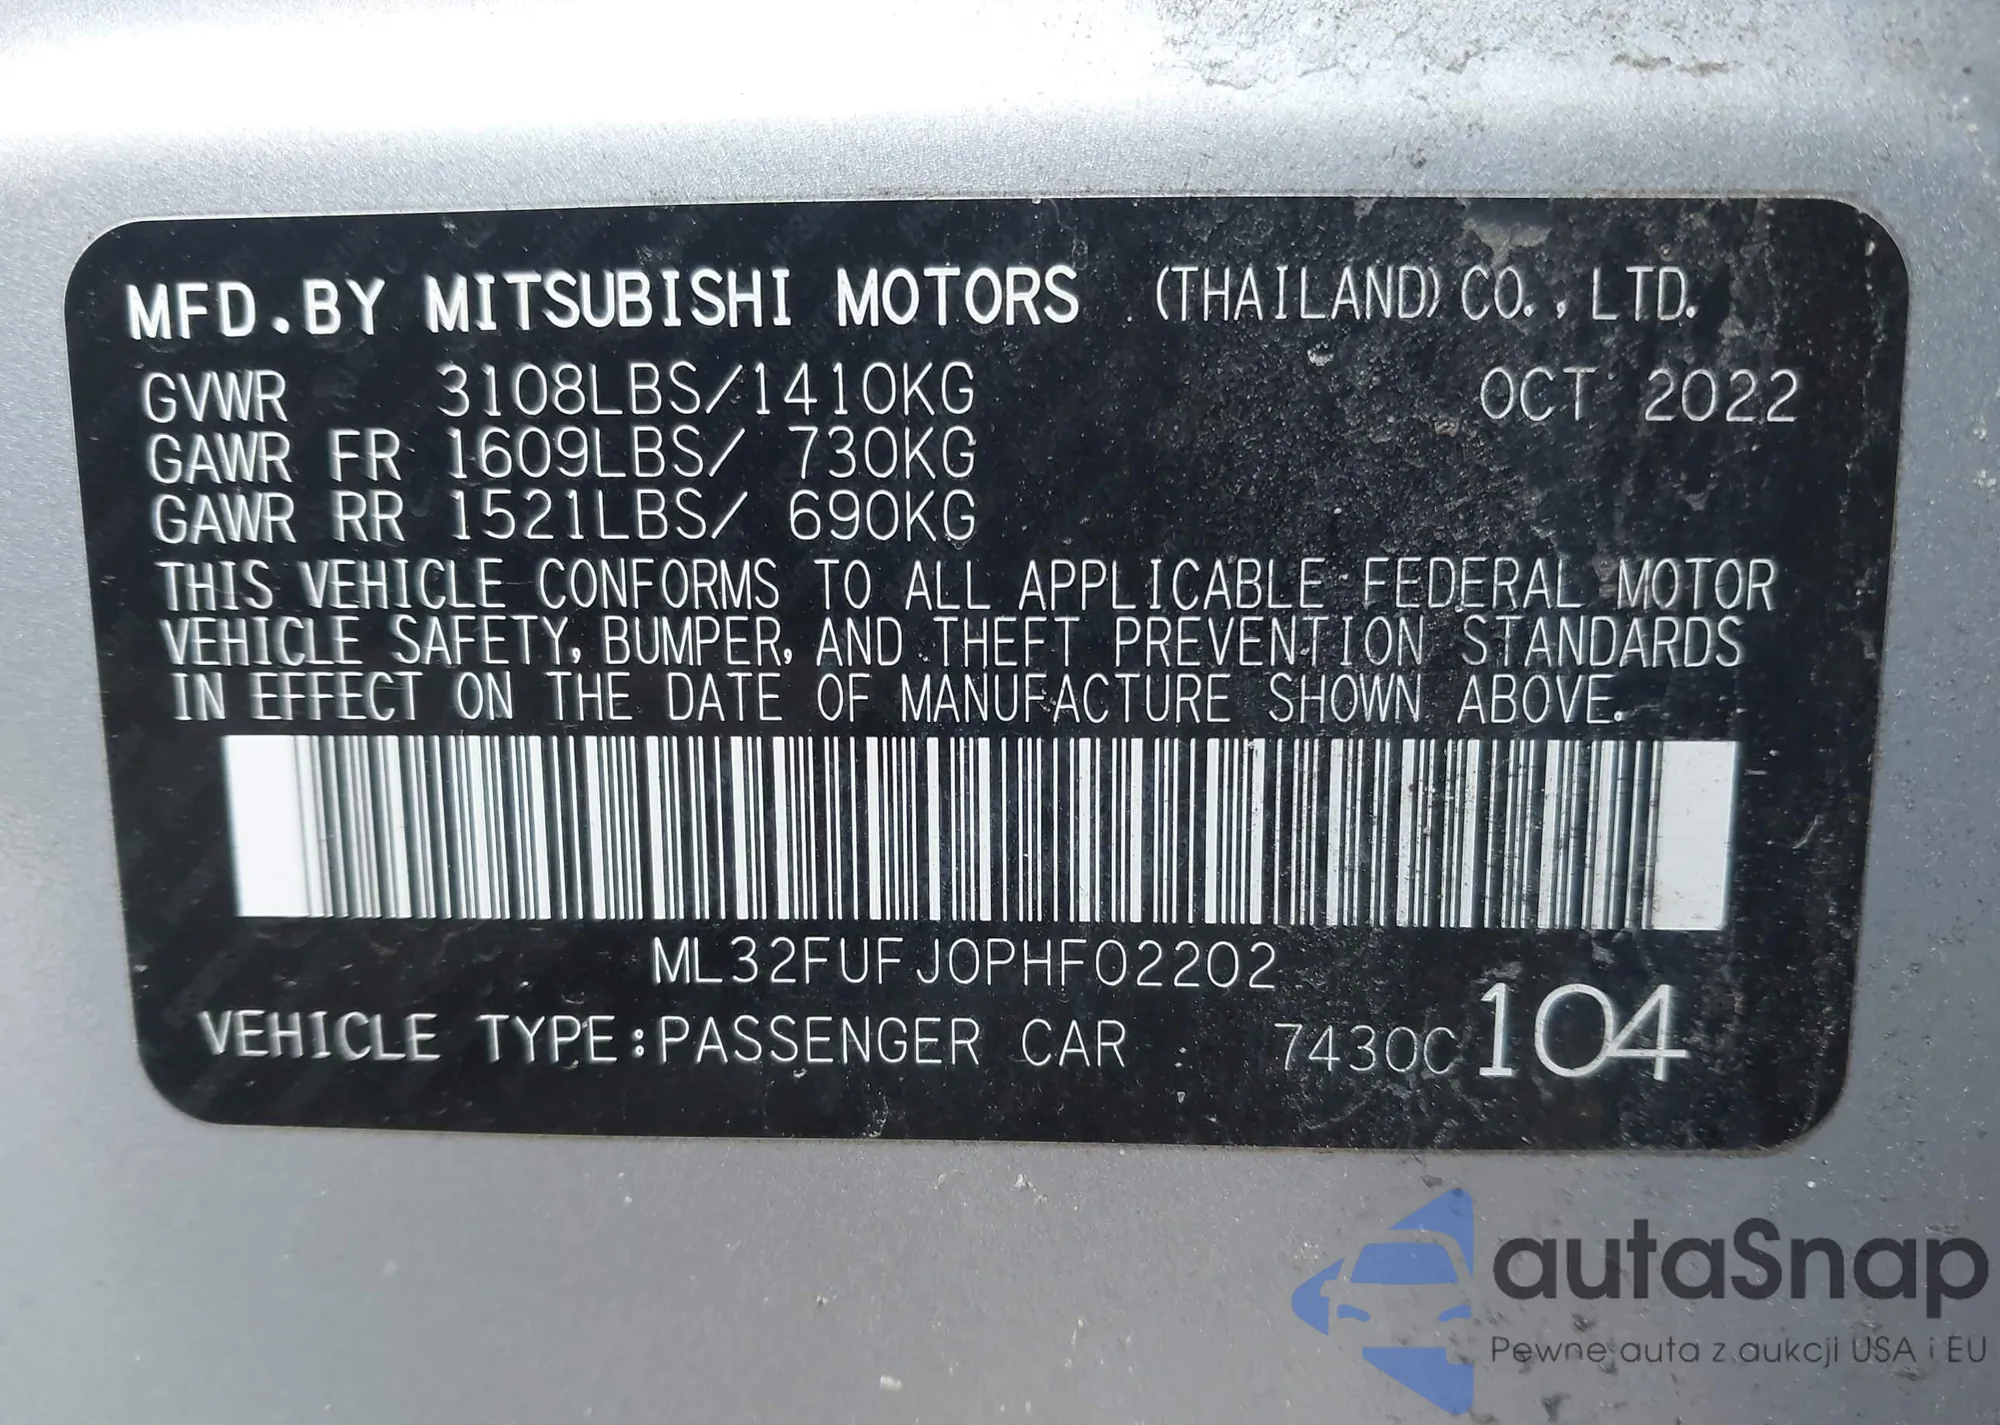 MFD.BY MITSUBISHI MOTORS (THAILAND) CO.,LTD.
GVWR 3108LBS/1410KG OCT 2022
GAWR FR 1609LBS/ 730KG
GAWR RR 1521LBS/ 690KG
THIS VEHICLE CONFORMS TO ALL APPLICABLE FEDERAL MOTOR
VEHICLE SAFETY, BUMPER, AND THEFT PREVENTION STANDARDS
IN EFFECT ON THE DATE OF MANUFACTURE SHOWN ABOVE.
ML32FUFJ0PHF02202
VEHICLE TYPE:PASSENGER CAR 7430C104
autaSnap
Pewne auta z aukcji USA i EU